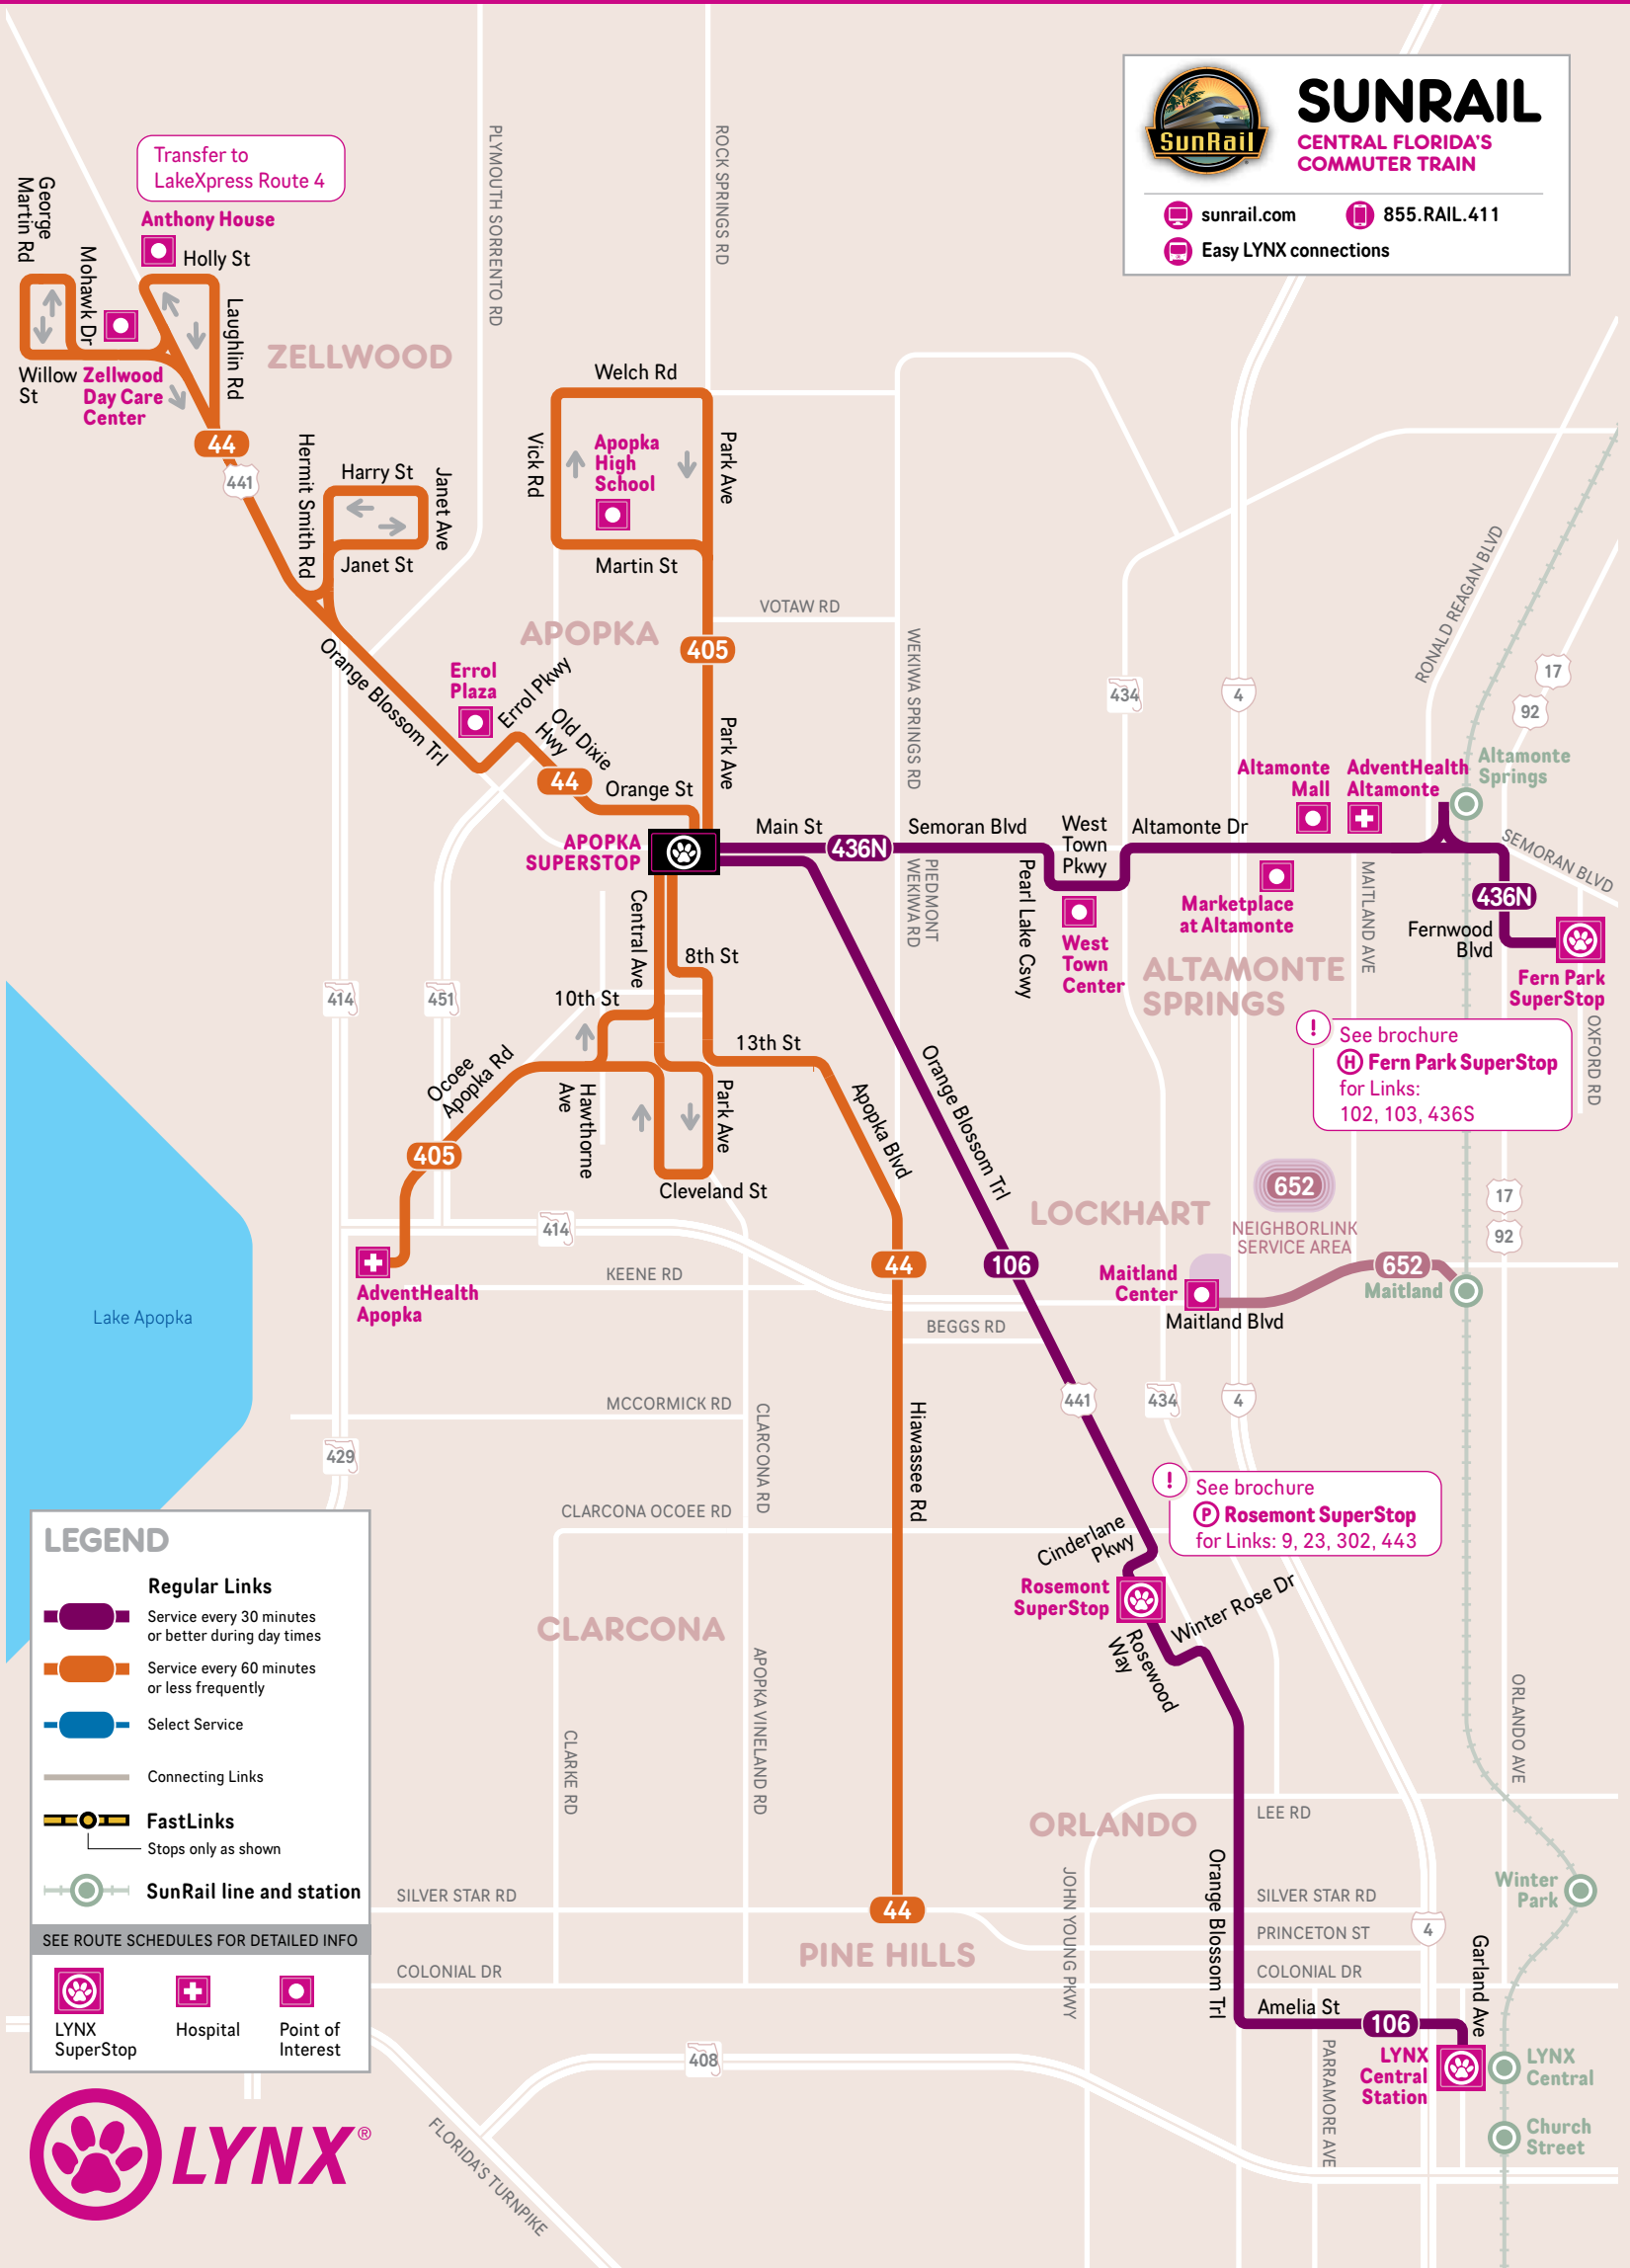 SunRail
SUNRAIL
CENTRAL FLORIDA'S
COMMUTER TRAIN
sunrail.com
855.RAIL.411
Easy LYNX connections
Transfer to
LakeXpress Route 4
Anthony House
George
Martin Rd
Mohawk Dr
Holly St
Laughlin Rd
Willow
St
Zellwood
Day Care
Center
ZELLWOOD
44
441
PLYMOUTH SORRENTO RD
ROCK SPRINGS RD
Welch Rd
Vick Rd
Apopka
High
School
Park Ave
Martin St
Hermit Smith Rd
Harry St
Janet Ave
Janet St
VOTAW RD
APOPKA
405
Orange Blossom Trl
Errol
Plaza
Errol Pkwy
Old Dixie
Hwy
44
Orange St
Park Ave
WEKIWA SPRINGS RD
434
4
RONALD REAGAN BLVD
17
92
Altamonte
Springs
Altamonte
Mall
AdventHealth
Altamonte
APOPKA
SUPERSTOP
Main St
436N
Semoran Blvd
West
Town
Pkwy
Altamonte Dr
SEMORAN BLVD
Pearl Lake Cswy
PIEDMONT
WEKIWA RD
West
Town
Center
Marketplace
at Altamonte
MAITLAND AVE
436N
Fernwood
Blvd
Fern Park
SuperStop
ALTAMONTE
SPRINGS
OXFORD RD
!
See brochure
H Fern Park SuperStop
for Links:
102, 103, 436S
Central Ave
8th St
10th St
13th St
414
451
Ocoee
Apopka Rd
Hawthorne
Ave
Park Ave
Apopka Blvd
Orange Blossom Trl
Cleveland St
405
414
AdventHealth
Apopka
KEENE RD
Lake Apopka
44
106
LOCKHART
652
NEIGHBORLINK
SERVICE AREA
17
92
Maitland
Center
652
Maitland
Maitland Blvd
BEGGS RD
441
434
4
MCCORMICK RD
CLARCONA RD
Hiawassee Rd
429
CLARCONA OCOEE RD
!
See brochure
P Rosemont SuperStop
for Links: 9, 23, 302, 443
Cinderlane
Pkwy
Rosemont
SuperStop
Winter Rose Dr
Rosewood
Way
CLARCONA
APOPKA VINELAND RD
CLARKE RD
ORLANDO AVE
ORLANDO
LEE RD
JOHN YOUNG PKWY
Orange Blossom Trl
Winter
Park
SILVER STAR RD
44
SILVER STAR RD
PRINCETON ST
4
PINE HILLS
COLONIAL DR
COLONIAL DR
Garland Ave
Amelia St
106
LYNX
Central
Station
LYNX
Central
PARRAMORE AVE
Church
Street
408
FLORIDA'S TURNPIKE
LEGEND
Regular Links
Service every 30 minutes
or better during day times
Service every 60 minutes
or less frequently
Select Service
Connecting Links
FastLinks
Stops only as shown
SunRail line and station
SEE ROUTE SCHEDULES FOR DETAILED INFO
LYNX
SuperStop
Hospital
Point of
Interest
LYNX®